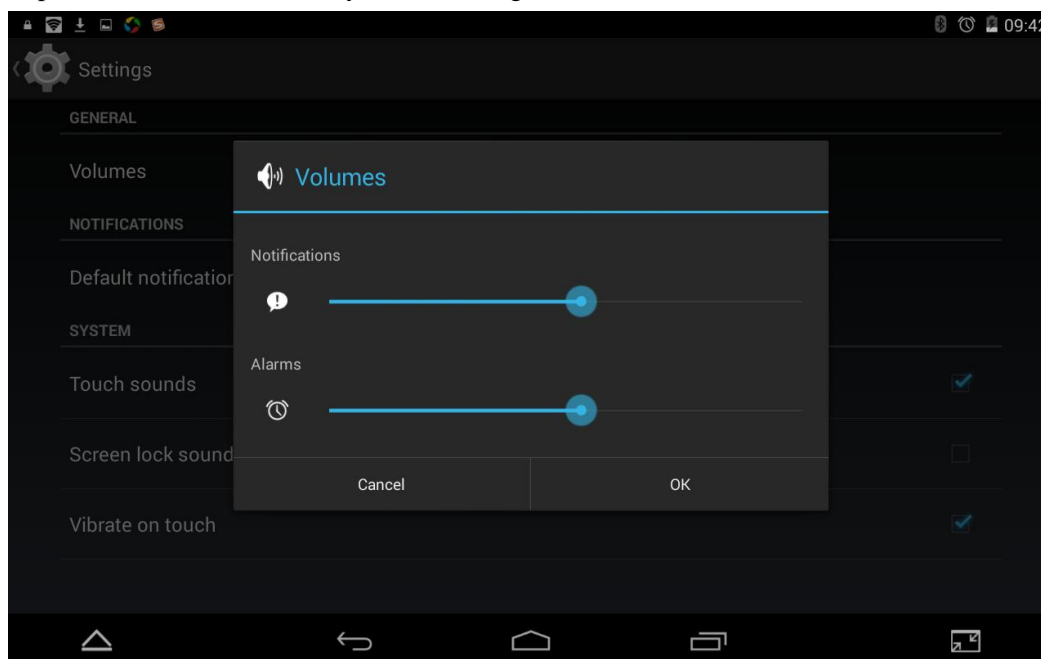 09:42
Settings
GENERAL
Volumes
Volumes
NOTIFICATIONS
Notifications
Default notification
SYSTEM
Alarms
Touch sounds
Screen lock sound
Cancel
OK
Vibrate on touch